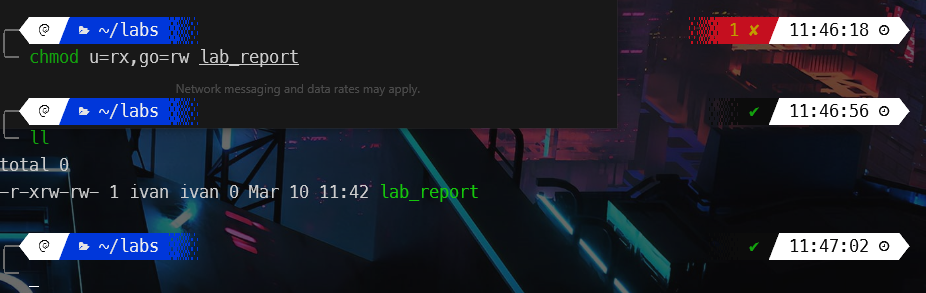 ~/labs 1 ✘ 11:46:18
chmod u=rx,go=rw lab_report
Network messaging and data rates may apply.
~/labs ✔ 11:46:56
ll
total 0
-r-xrw-rw- 1 ivan ivan 0 Mar 10 11:42 lab_report
~/labs ✔ 11:47:02